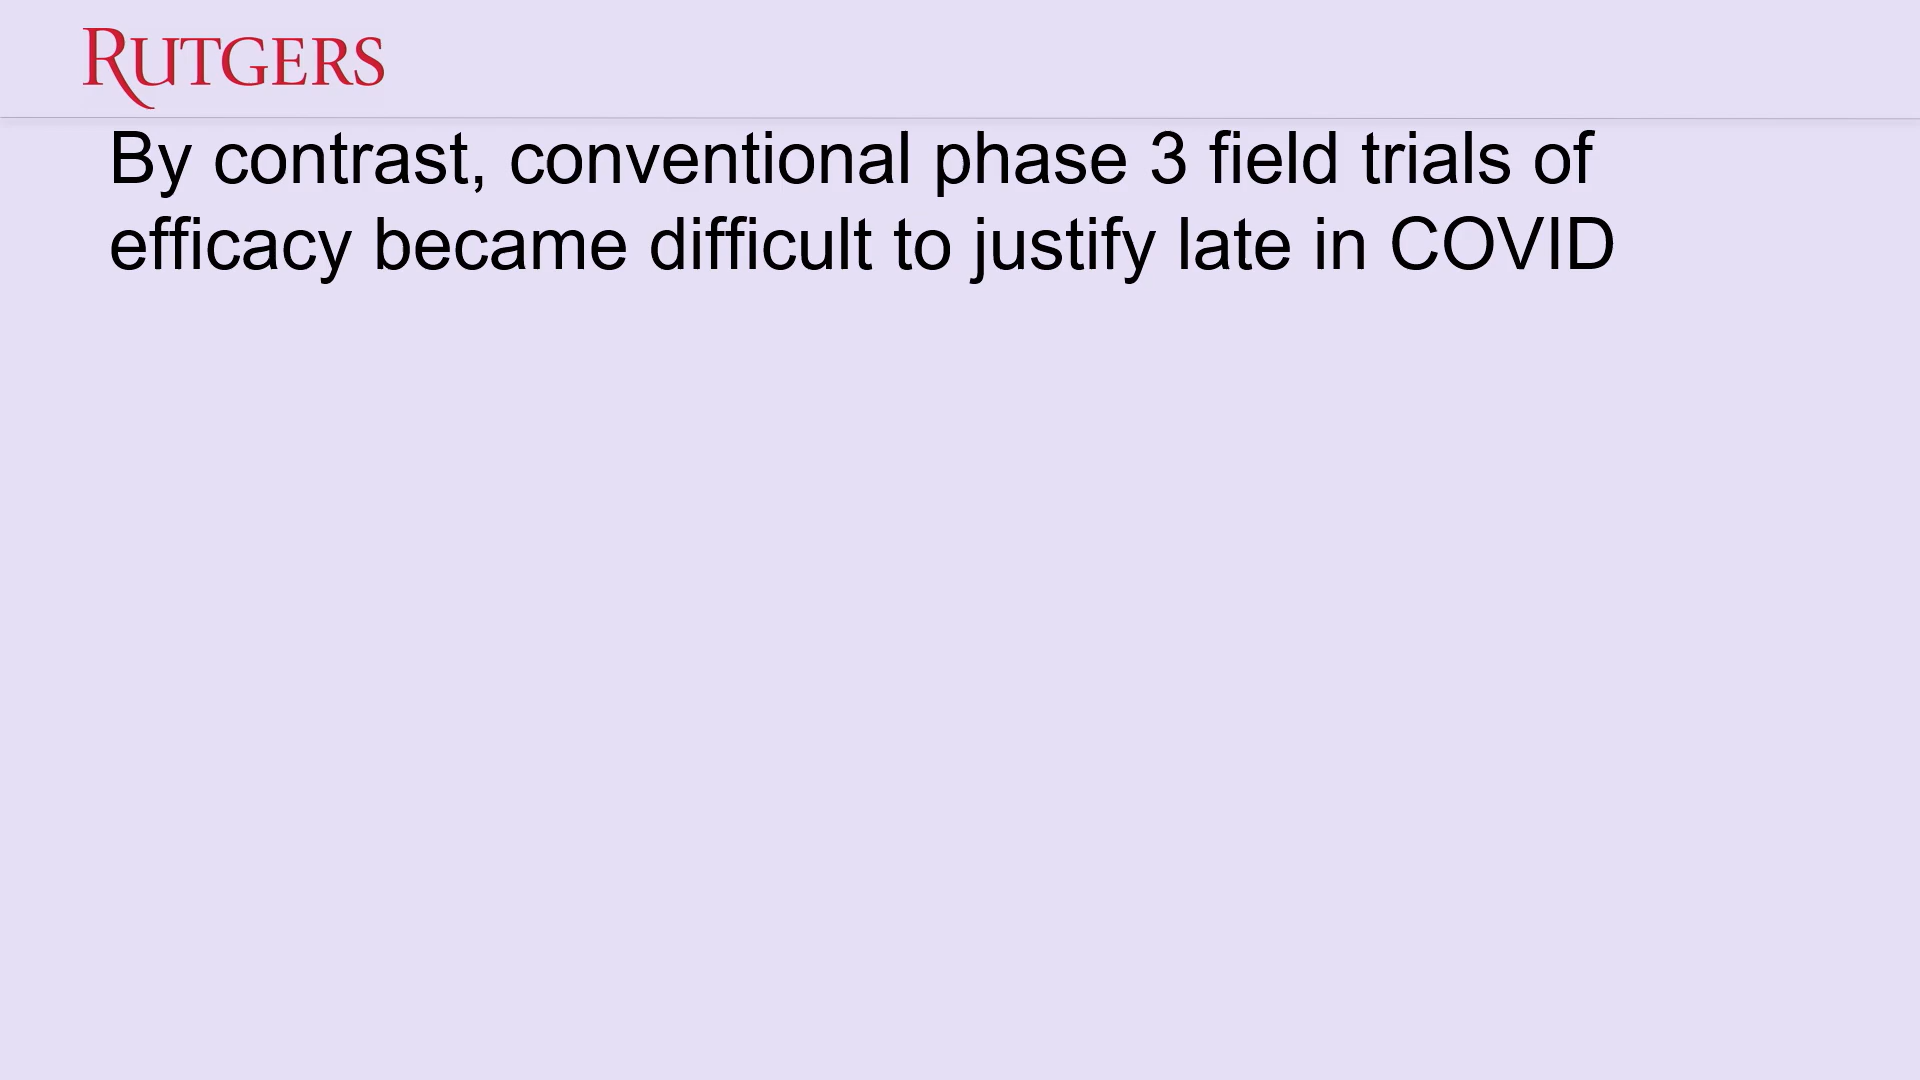 RUTGERS
By contrast, conventional phase 3 field trials of
efficacy became difficult to justify late in COVID